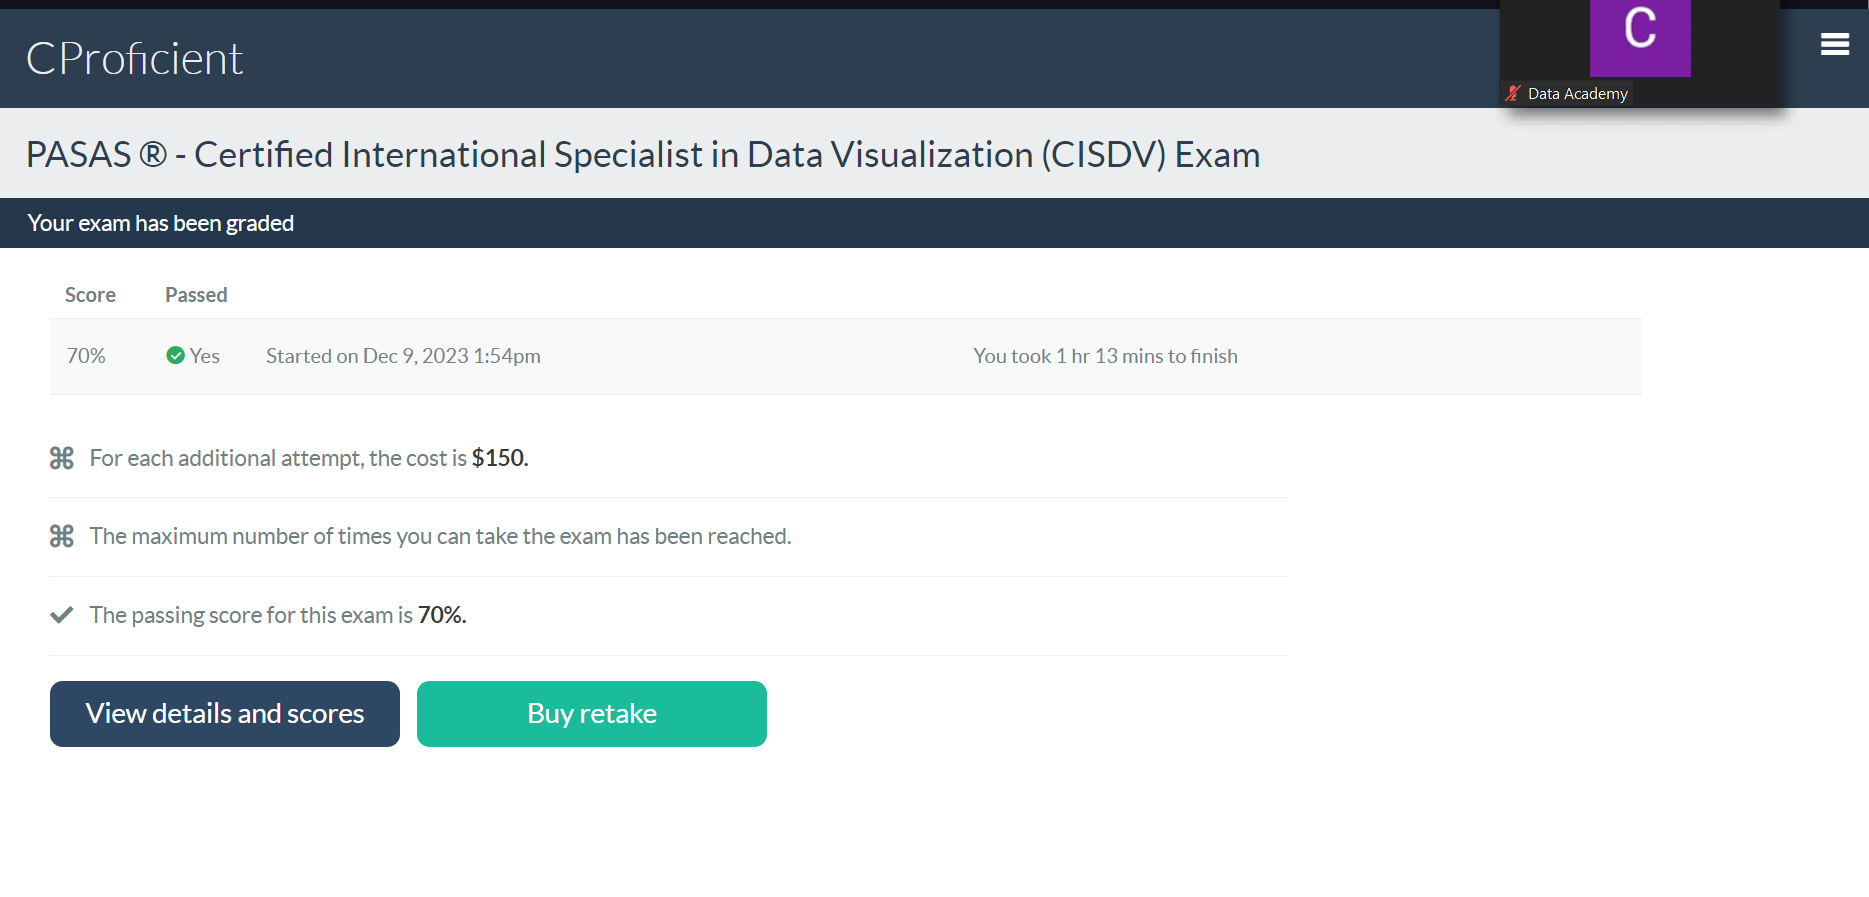 C
CProficient
Data Academy
PASAS ® - Certified International Specialist in Data Visualization (CISDV) Exam
Your exam has been graded
Score Passed
70% Yes Started on Dec 9, 2023 1:54pm You took 1 hr 13 mins to finish
For each additional attempt, the cost is $150.
The maximum number of times you can take the exam has been reached.
The passing score for this exam is 70%.
View details and scores Buy retake